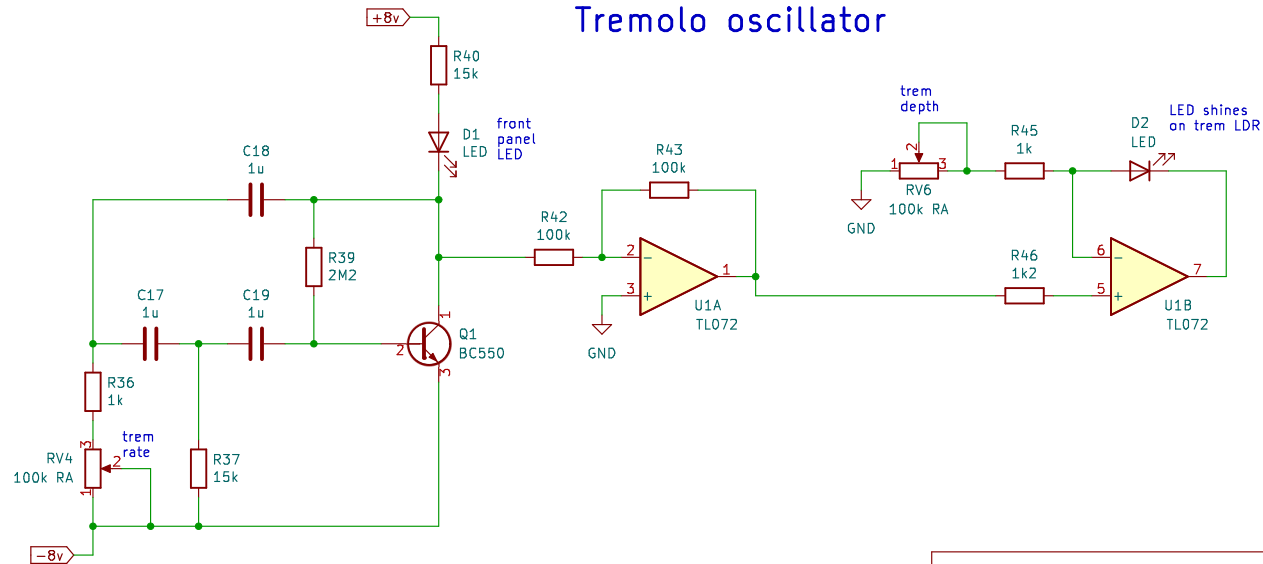 Tremolo oscillator
+8v
R40
15k
front
panel
LED
D1
LED
C18
1u
R39
2M2
C17
1u
C19
1u
R36
1k
trem
rate
RV4
100k RA
3
2
1
R37
15k
-8v
1
2
3
Q1
BC550
R42
100k
R43
100k
2
-
3
+
1
U1A
TL072
GND
trem
depth
2
1
3
RV6
100k RA
GND
R45
1k
R46
1k2
D2
LED
LED shines
on trem LDR
6
-
5
+
7
U1B
TL072